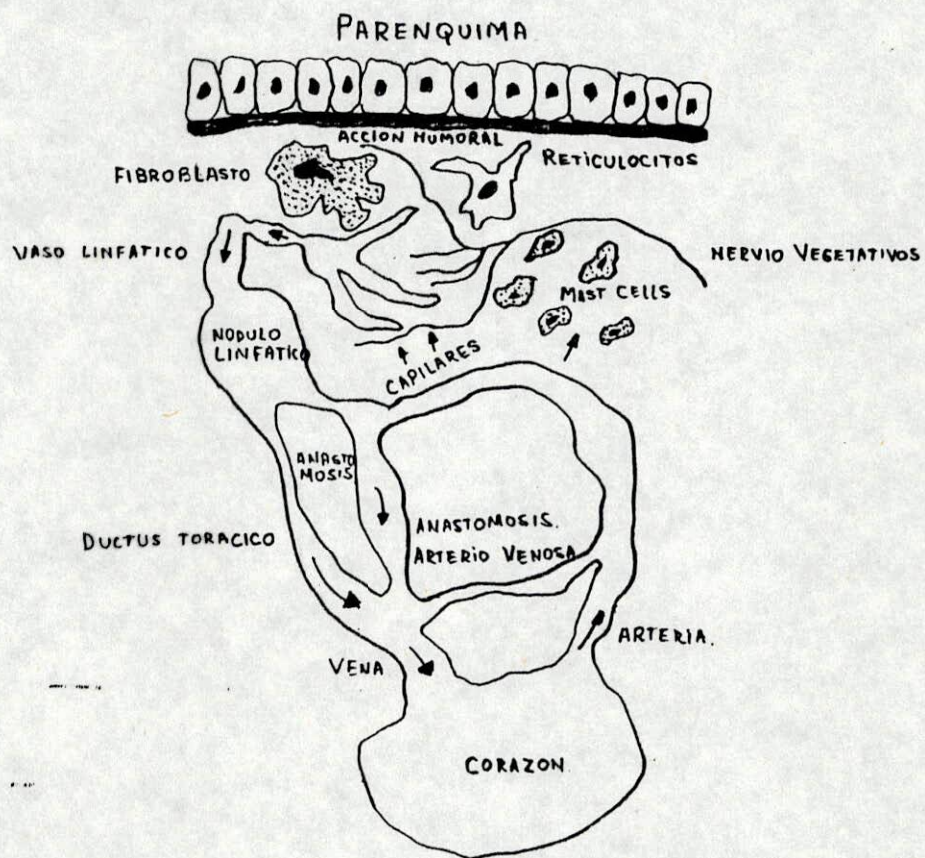 PARENQUIMA
ACCION HUMORAL
FIBROBLASTO
RETICULOCITOS
VASO LINFATICO
NERVIO VEGETATIVOS
MAST CELLS
NODULO
LINFATICO
CAPILARES
ANASTO
MOSIS
ANASTOMOSIS.
ARTERIO VENOSA
DUCTUS TORACICO
ARTERIA.
VENA
CORAZON